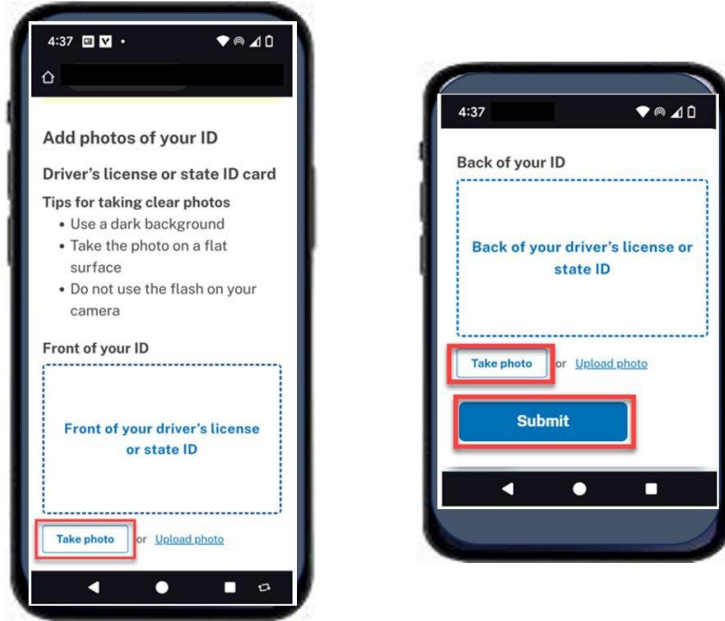 4:37
Add photos of your ID
Driver's license or state ID card
Tips for taking clear photos
• Use a dark background
• Take the photo on a flat
surface
• Do not use the flash on your
camera
Front of your ID
Front of your driver's license
or state ID
Take photo or Upload photo
4:37
Back of your ID
Back of your driver's license or
state ID
Take photo or Upload photo
Submit